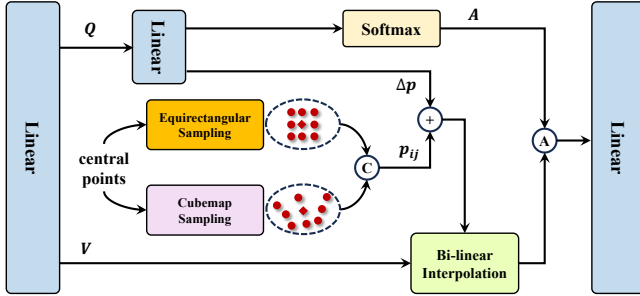 Linear
Q
Linear
Softmax
A
Δp
Equirectangular
Sampling
+
A
Linear
central
points
C
p_ij
Cubemap
Sampling
V
Bi-linear
Interpolation